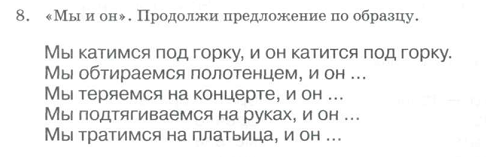 8. «Мы и он». Продолжи предложение по образцу.
Мы катимся под горку, и он катится под горку.
Мы обтираемся полотенцем, и он ...
Мы теряемся на концерте, и он ...
Мы подтягиваемся на руках, и он ...
Мы тратимся на платьица, и он ...